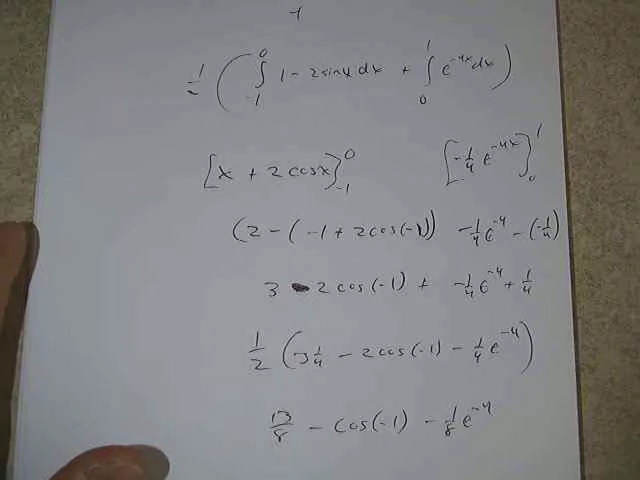 -1
1/2 ( ∫_{-1}^{0} 1 - 2sinx dx + ∫_{0}^{1} e^{-4x} dx )
[x + 2cosx]_{-1}^{0} [-1/4 e^{-4x}]_{0}^{1}
(2 - (-1 + 2cos(-1)) -1/4 e^{-4} - (-1/4)
3 - 2cos(-1) + -1/4 e^{-4} + 1/4
1/2 (3 1/4 - 2cos(-1) - 1/4 e^{-4})
13/8 - cos(-1) - 1/8 e^{-4}